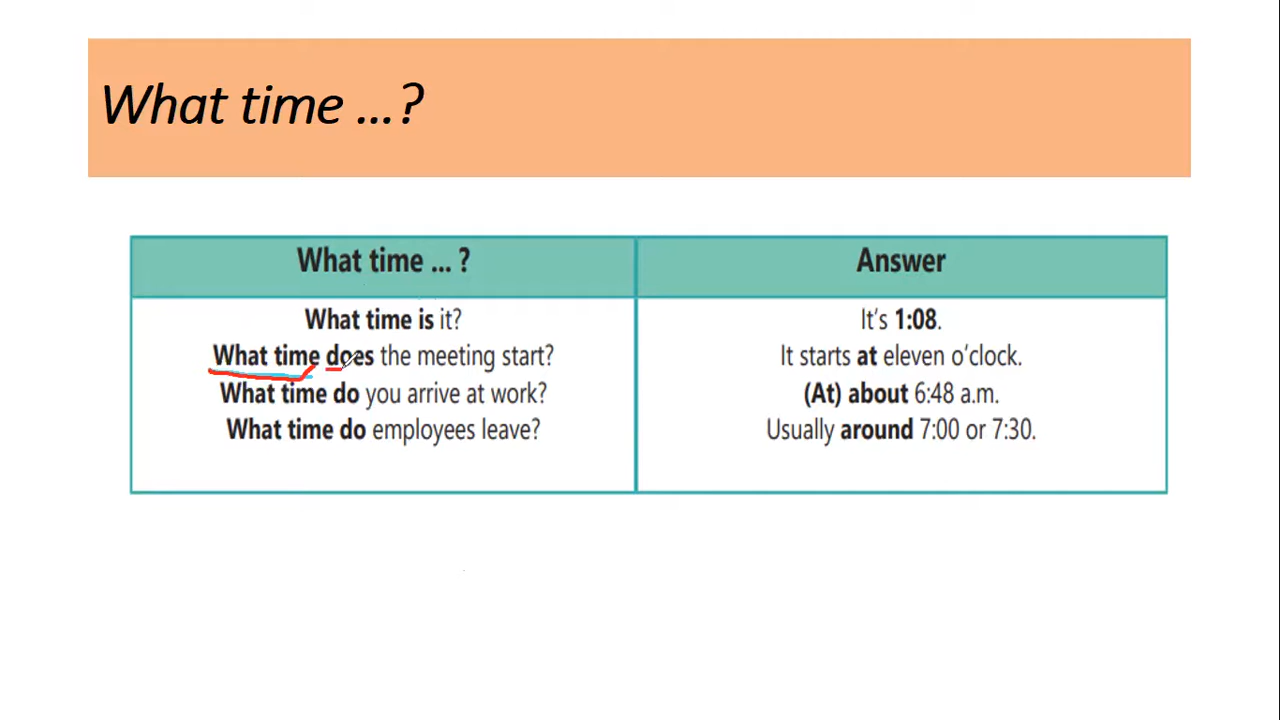 What time ...?
What time ... ?
Answer
What time is it?
It's 1:08.
What time does the meeting start?
It starts at eleven o'clock.
What time do you arrive at work?
(At) about 6:48 a.m.
What time do employees leave?
Usually around 7:00 or 7:30.